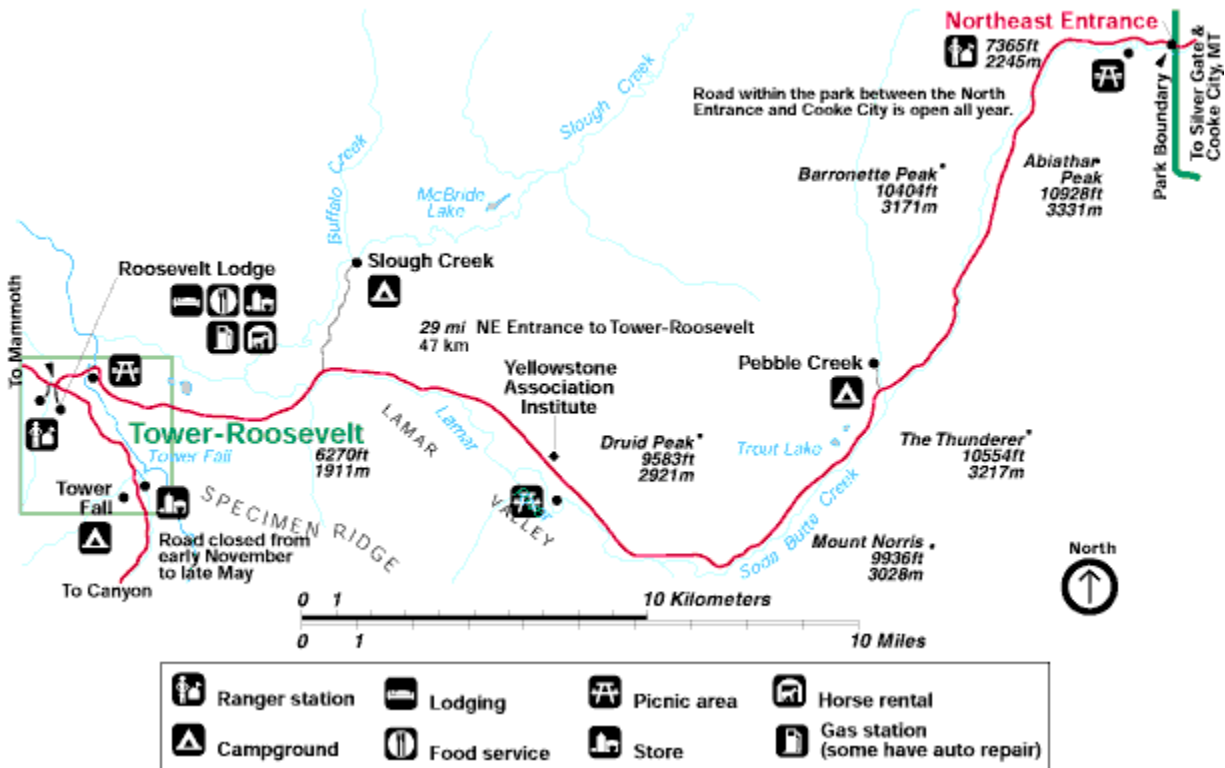 Northeast Entrance
7365ft
2245m
To Silver Gate &
Cooke City, MT
Park Boundary
Road within the park between the North
Entrance and Cooke City is open all year.
Slough Creek
Buffalo Creek
McBride
Lake
Barronette Peak
10404ft
3171m
Abiathar
Peak
10928ft
3331m
Roosevelt Lodge
Slough Creek
To Mammoth
29 mi NE Entrance to Tower-Roosevelt
47 km
Yellowstone
Association
Institute
Pebble Creek
Tower-Roosevelt
6270ft
1911m
Tower Fall
LAMAR
VALLEY
Lamar
River
Druid Peak
9583ft
2921m
Trout Lake
The Thunderer
10554ft
3217m
Tower
Fall
SPECIMEN RIDGE
Road closed from
early November
to late May
To Canyon
Soda Butte Creek
Mount Norris
9936ft
3028m
North
0 1 10 Kilometers
0 1 10 Miles
Ranger station
Lodging
Picnic area
Horse rental
Campground
Food service
Store
Gas station
(some have auto repair)